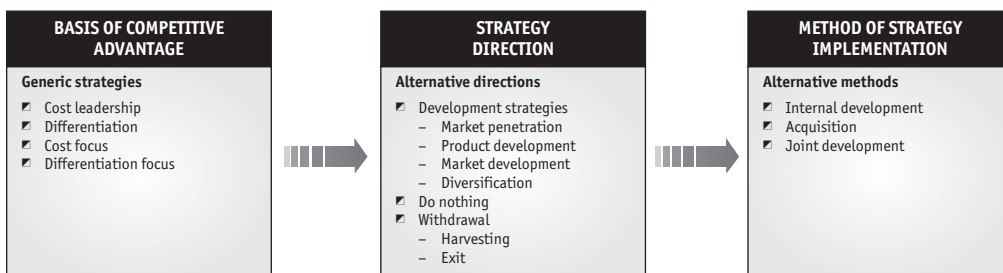 BASIS OF COMPETITIVE
ADVANTAGE
Generic strategies
Cost leadership
Differentiation
Cost focus
Differentiation focus
STRATEGY
DIRECTION
Alternative directions
Development strategies
– Market penetration
– Product development
– Market development
– Diversification
Do nothing
Withdrawal
– Harvesting
– Exit
METHOD OF STRATEGY
IMPLEMENTATION
Alternative methods
Internal development
Acquisition
Joint development